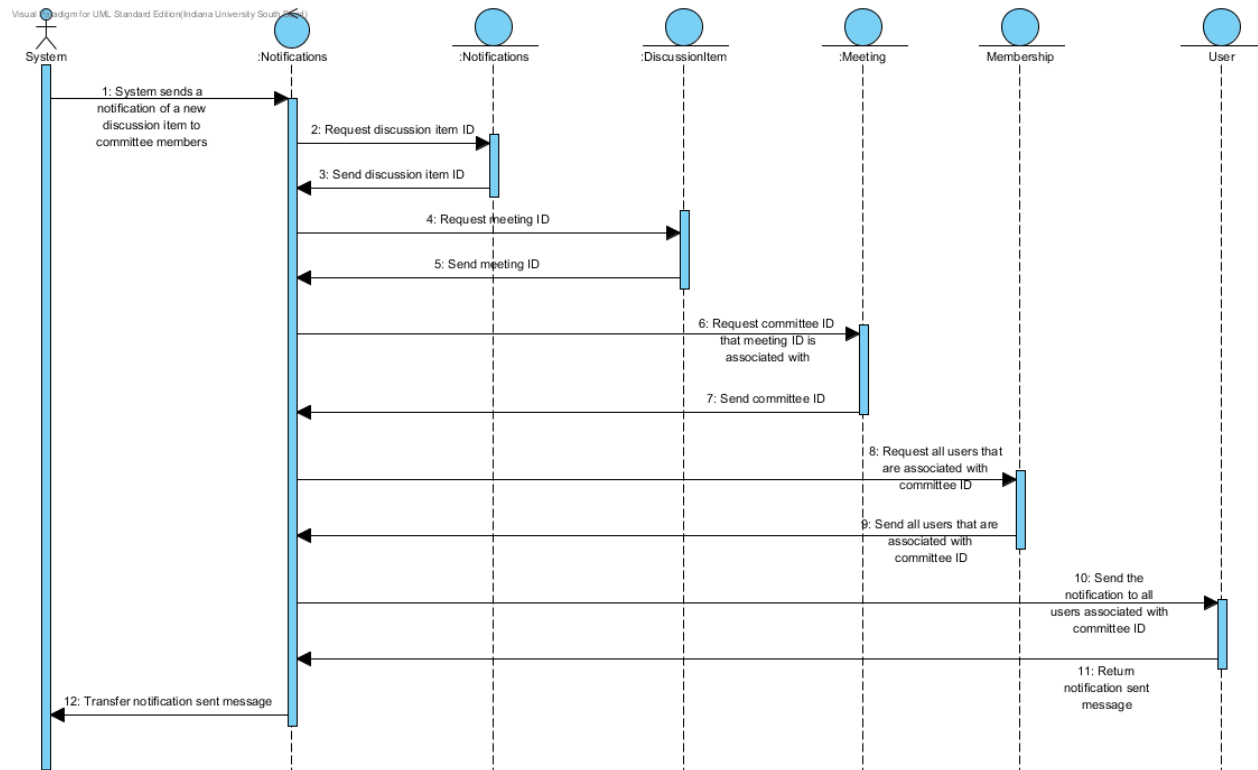 Visual Paradigm for UML Standard Edition(Indiana University South Bend)
System
:Notifications
:Notifications
:DiscussionItem
:Meeting
Membership
User
1: System sends a
notification of a new
discussion item to
committee members
2: Request discussion item ID
3: Send discussion item ID
4: Request meeting ID
5: Send meeting ID
6: Request committee ID
that meeting ID is
associated with
7: Send committee ID
8: Request all users that
are associated with
committee ID
9: Send all users that are
associated with
committee ID
10: Send the
notification to all
users associated with
committee ID
11: Return
notification sent
message
12: Transfer notification sent message